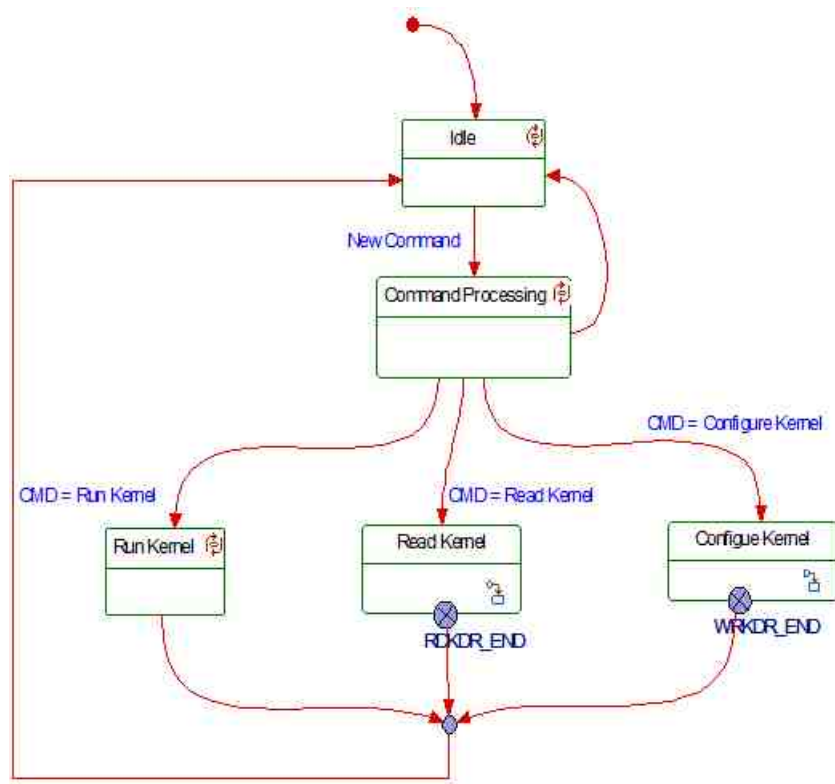 Idle
New Command
Command Processing
CMD = Configure Kernel
CMD = Run Kernel
CMD = Read Kernel
Run Kernel
Read Kernel
Configue Kernel
RDKDR_END
WRKDR_END